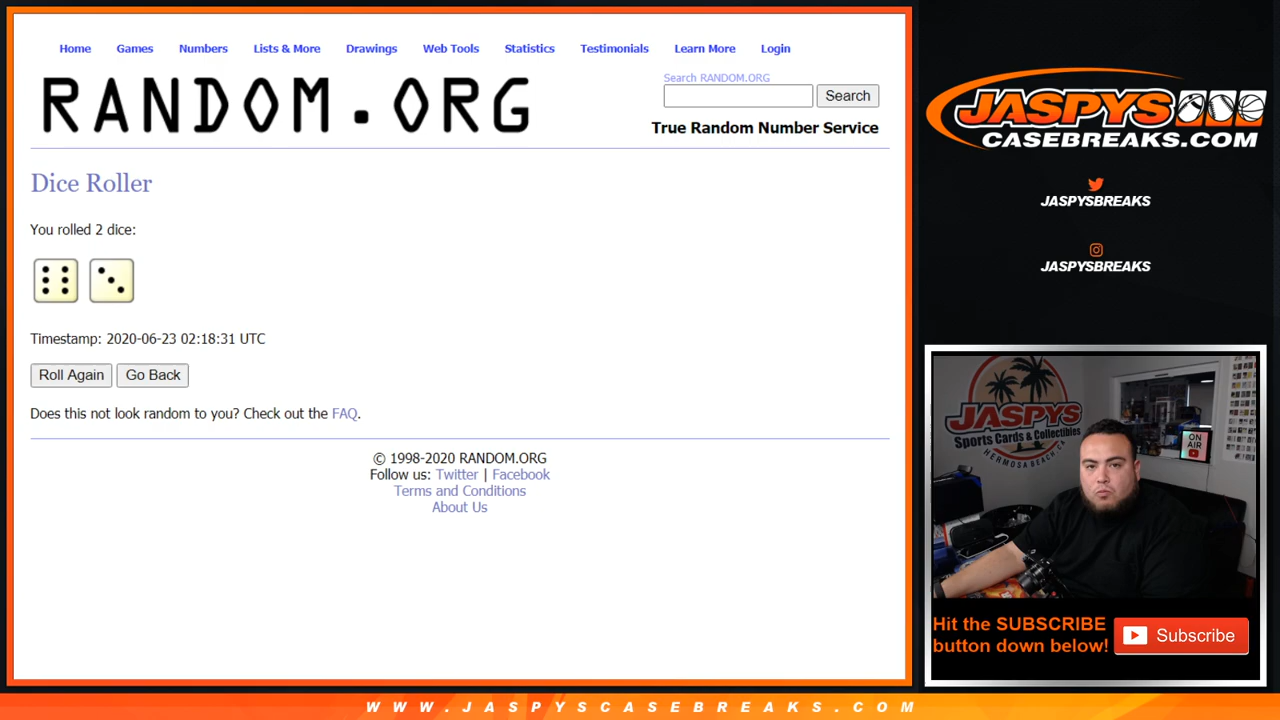 Home Games Numbers Lists & More Drawings Web Tools Statistics Testimonials Learn More Login
RANDOM.ORG
Search RANDOM.ORG
Search
True Random Number Service
Dice Roller
You rolled 2 dice:
Timestamp: 2020-06-23 02:18:31 UTC
Roll Again Go Back
Does this not look random to you? Check out the FAQ.
© 1998-2020 RANDOM.ORG
Follow us: Twitter | Facebook
Terms and Conditions
About Us
JASPYS
CASEBREAKS.COM
JASPYSBREAKS
JASPYSBREAKS
JASPYS
Sports Cards & Collectibles
HERMOSA BEACH, CA
ON
AIR
Hit the SUBSCRIBE
button down below!
Subscribe
WWW.JASPYSCASEBREAKS.COM